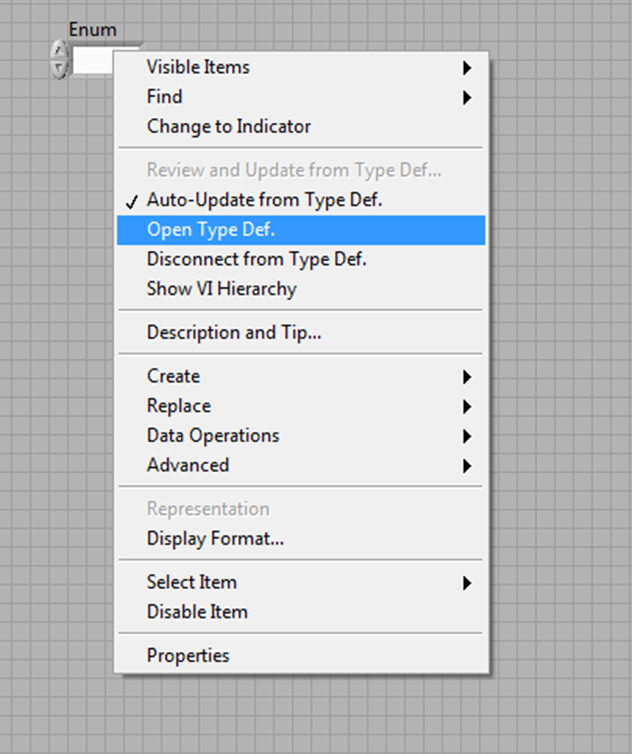 Enum
Visible Items
Find
Change to Indicator
Review and Update from Type Def...
Auto-Update from Type Def.
Open Type Def.
Disconnect from Type Def.
Show VI Hierarchy
Description and Tip...
Create
Replace
Data Operations
Advanced
Representation
Display Format...
Select Item
Disable Item
Properties